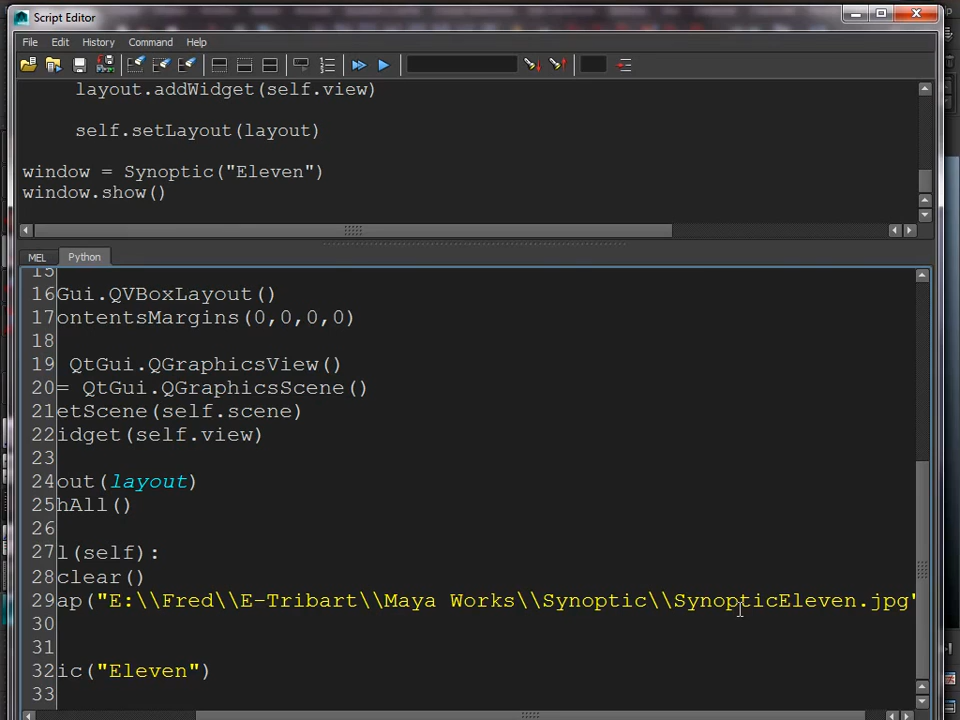 Script Editor
File Edit History Command Help
layout.addWidget(self.view)
self.setLayout(layout)
window = Synoptic("Eleven")
window.show()
MEL Python
15
16 Gui.QVBoxLayout()
17 ontentsMargins(0,0,0,0)
18
19 QtGui.QGraphicsView()
20 = QtGui.QGraphicsScene()
21 etScene(self.scene)
22 idget(self.view)
23
24 out(layout)
25 hAll()
26
27 l(self):
28 clear()
29 ap("E:\\Fred\\E-Tribart\\Maya Works\\Synoptic\\SynopticEleven.jpg"
30
31
32 ic("Eleven")
33